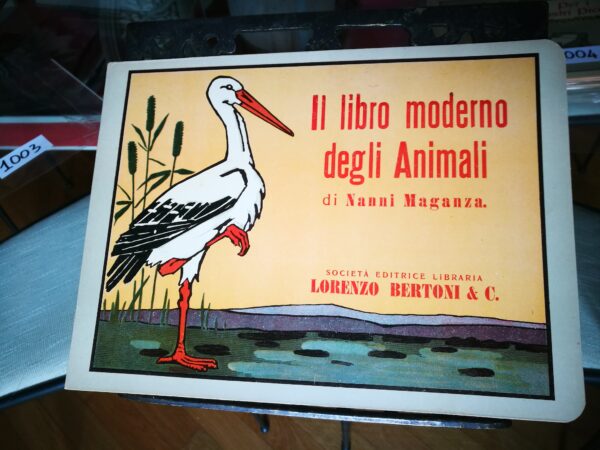 Il libro moderno
degli Animali
di Nanni Maganza.
SOCIETÀ EDITRICE LIBRARIA
LORENZO BERTONI & C.
1003
004